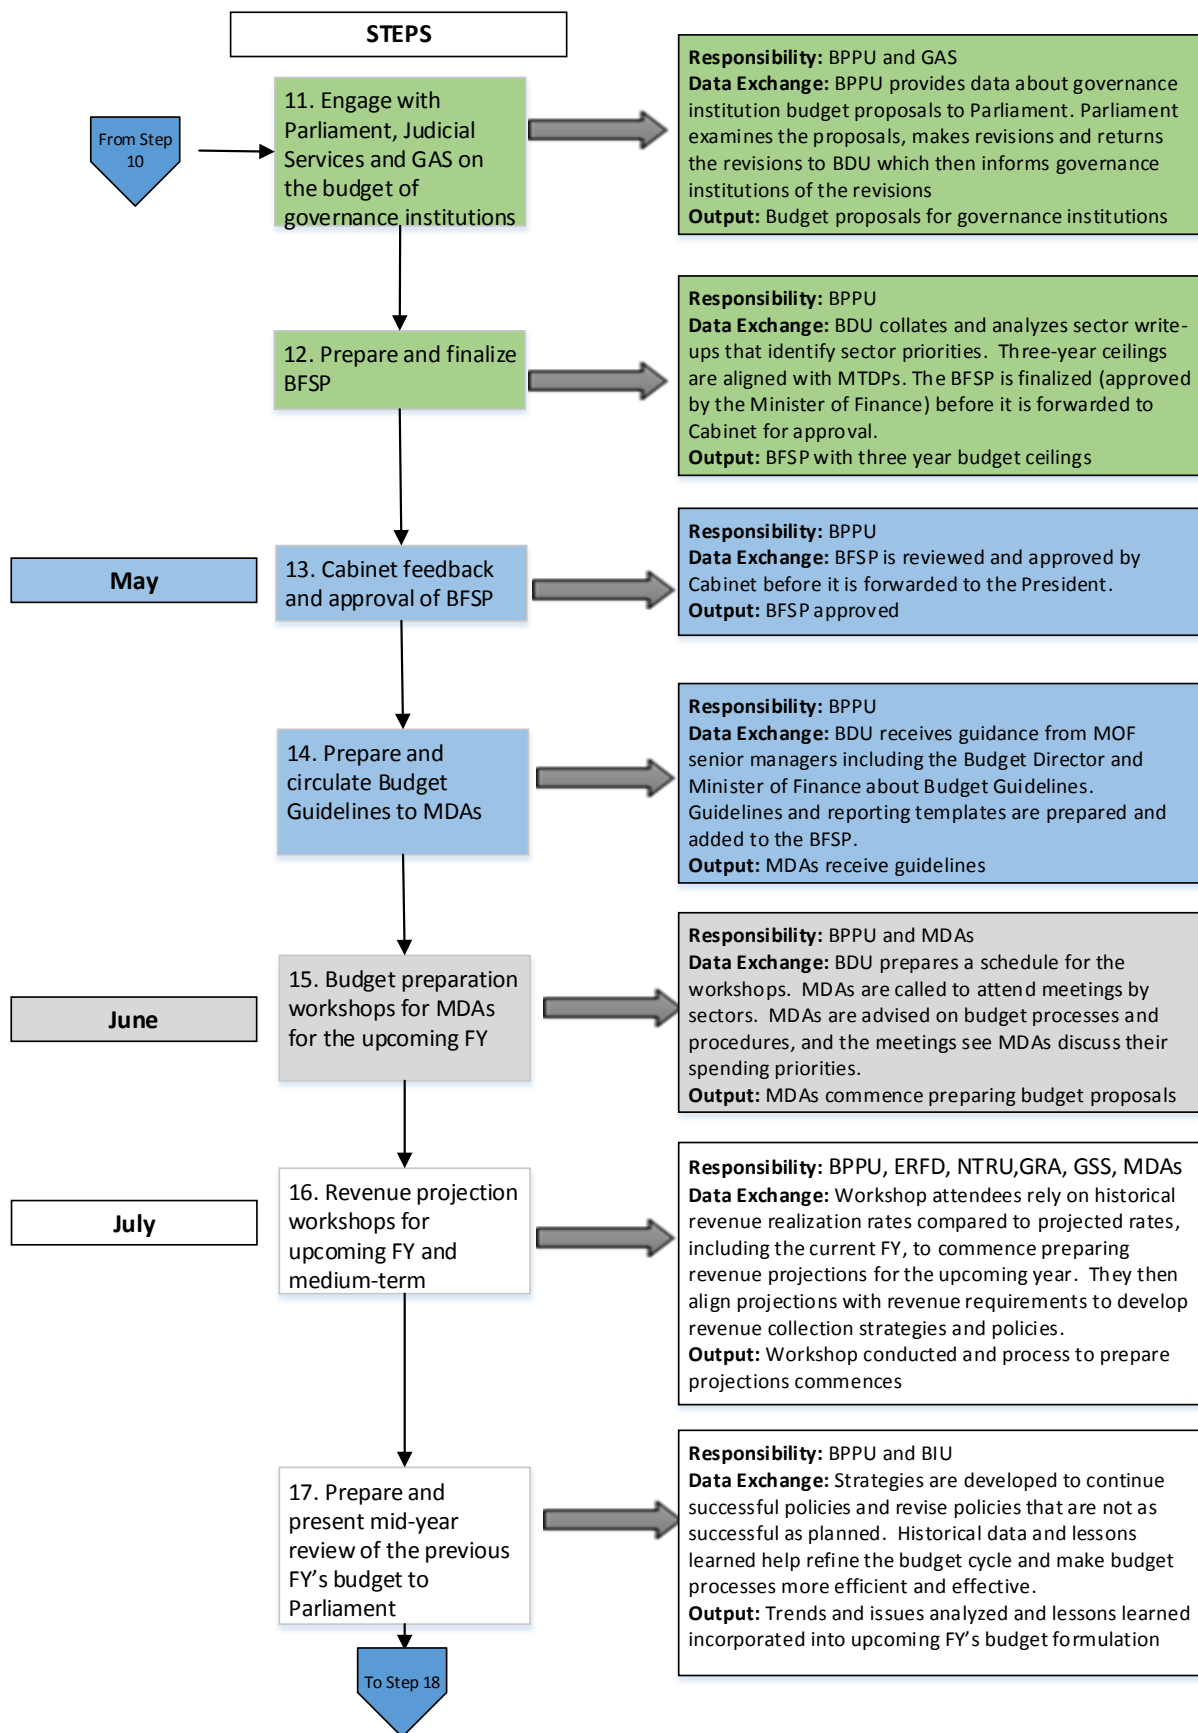 STEPS
From Step
10
11. Engage with
Parliament, Judicial
Services and GAS on
the budget of
governance institutions
Responsibility: BPPU and GAS
Data Exchange: BPPU provides data about governance
institution budget proposals to Parliament. Parliament
examines the proposals, makes revisions and returns
the revisions to BDU which then informs governance
institutions of the revisions
Output: Budget proposals for governance institutions
12. Prepare and finalize
BFSP
Responsibility: BPPU
Data Exchange: BDU collates and analyzes sector write-
ups that identify sector priorities. Three-year ceilings
are aligned with MTDPs. The BFSP is finalized (approved
by the Minister of Finance) before it is forwarded to
Cabinet for approval.
Output: BFSP with three year budget ceilings
May
13. Cabinet feedback
and approval of BFSP
Responsibility: BPPU
Data Exchange: BFSP is reviewed and approved by
Cabinet before it is forwarded to the President.
Output: BFSP approved
14. Prepare and
circulate Budget
Guidelines to MDAs
Responsibility: BPPU
Data Exchange: BDU receives guidance from MOF
senior managers including the Budget Director and
Minister of Finance about Budget Guidelines.
Guidelines and reporting templates are prepared and
added to the BFSP.
Output: MDAs receive guidelines
June
15. Budget preparation
workshops for MDAs
for the upcoming FY
Responsibility: BPPU and MDAs
Data Exchange: BDU prepares a schedule for the
workshops. MDAs are called to attend meetings by
sectors. MDAs are advised on budget processes and
procedures, and the meetings see MDAs discuss their
spending priorities.
Output: MDAs commence preparing budget proposals
July
16. Revenue projection
workshops for
upcoming FY and
medium-term
Responsibility: BPPU, ERFD, NTRU,GRA, GSS, MDAs
Data Exchange: Workshop attendees rely on historical
revenue realization rates compared to projected rates,
including the current FY, to commence preparing
revenue projections for the upcoming year. They then
align projections with revenue requirements to develop
revenue collection strategies and policies.
Output: Workshop conducted and process to prepare
projections commences
17. Prepare and
present mid-year
review of the previous
FY's budget to
Parliament
Responsibility: BPPU and BIU
Data Exchange: Strategies are developed to continue
successful policies and revise policies that are not as
successful as planned. Historical data and lessons
learned help refine the budget cycle and make budget
processes more efficient and effective.
Output: Trends and issues analyzed and lessons learned
incorporated into upcoming FY's budget formulation
To Step 18